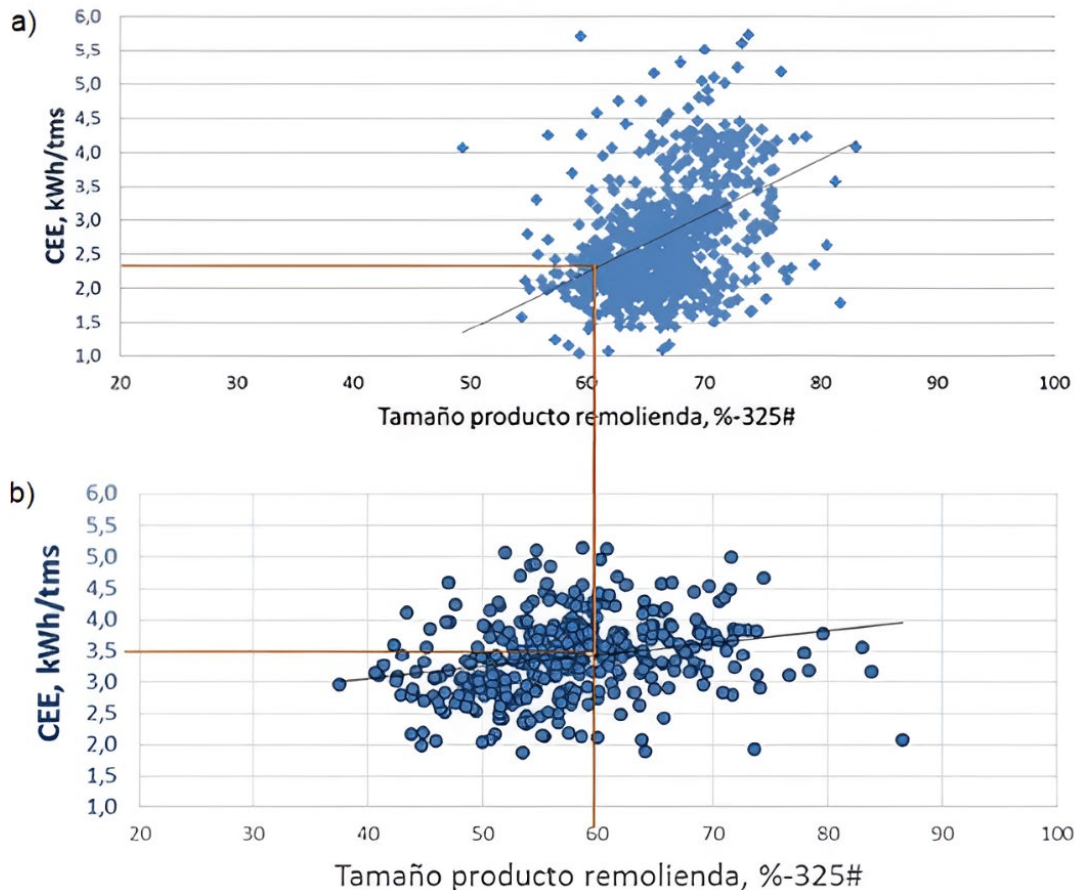 a)
CEE, kWh/tms
6,0
5,5
5,0
4,5
4,0
3,5
3,0
2,5
2,0
1,5
1,0
20 30 40 50 60 70 80 90 100
Tamaño producto remolienda, %-325#
b)
CEE, kWh/tms
6,0
5,5
5,0
4,5
4,0
3,5
3,0
2,5
2,0
1,5
1,0
20 30 40 50 60 70 80 90 100
Tamaño producto remolienda, %-325#